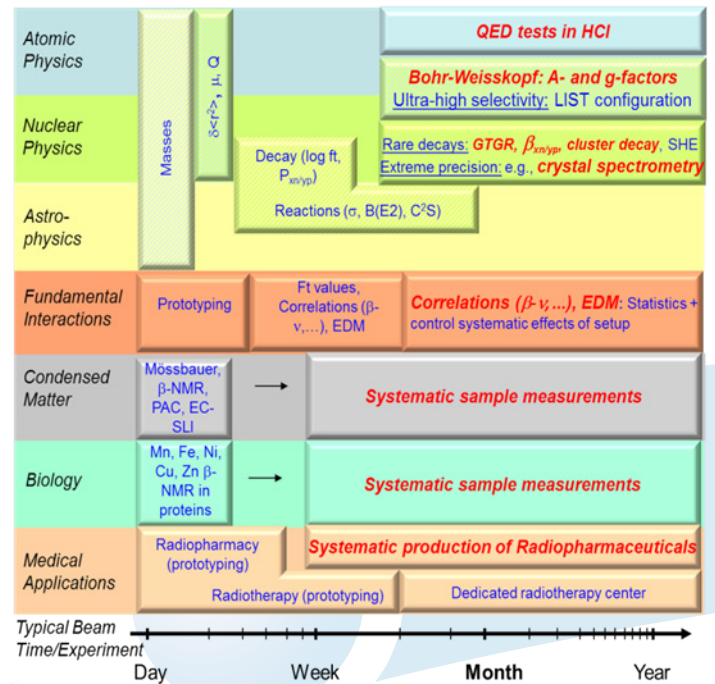 Atomic
Physics
Nuclear
Physics
Astro-
physics
Masses
δ<r²>, μ, Q
Decay (log ft,
Pxn/yp)
Reactions (σ, B(E2), C²S)
QED tests in HCI
Bohr-Weisskopf: A- and g-factors
Ultra-high selectivity: LIST configuration
Rare decays: GTGR, βxn/yp, cluster decay, SHE
Extreme precision: e.g., crystal spectrometry
Fundamental
Interactions
Prototyping
Ft values,
Correlations (β-
ν,...), EDM
Correlations (β-ν,...), EDM: Statistics +
control systematic effects of setup
Condensed
Matter
Mössbauer,
β-NMR,
PAC, EC-
SLI
Systematic sample measurements
Biology
Mn, Fe, Ni,
Cu, Zn β-
NMR in
proteins
Systematic sample measurements
Medical
Applications
Radiopharmacy
(prototyping)
Radiotherapy (prototyping)
Systematic production of Radiopharmaceuticals
Dedicated radiotherapy center
Typical Beam
Time/Experiment
Day
Week
Month
Year